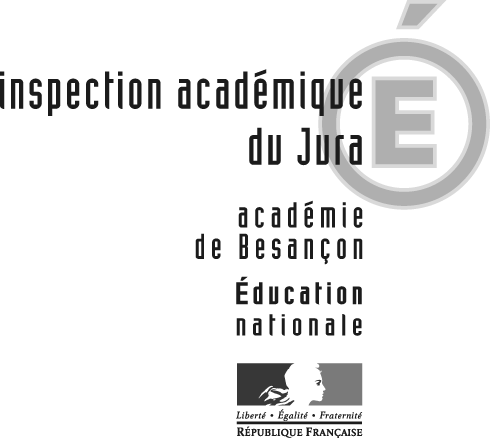 É
inspection académique
du Jura
académie
de Besançon
Éducation
nationale
Liberté • Égalité • Fraternité
RÉPUBLIQUE FRANÇAISE